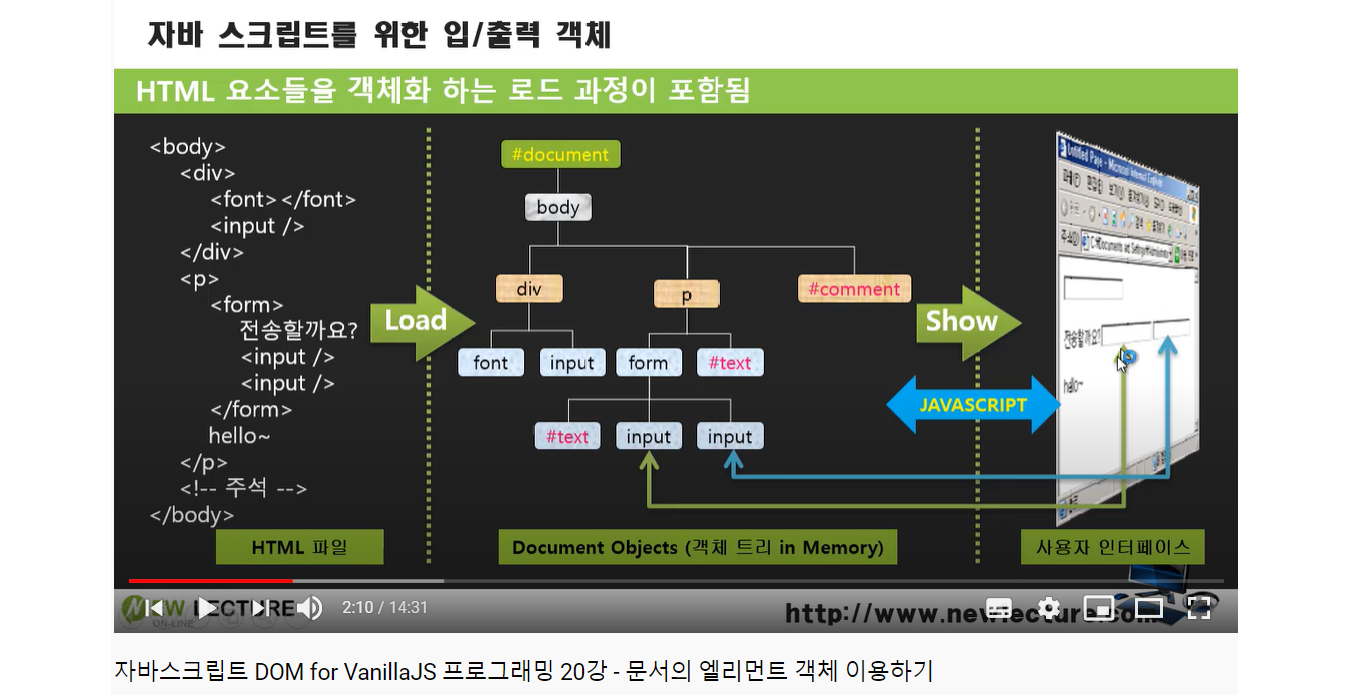 자바 스크립트를 위한 입/출력 객체
HTML 요소들을 객체화 하는 로드 과정이 포함됨
<body>
<div>
<font></font>
<input />
</div>
<p>
<form>
전송할까요?
<input />
<input />
</form>
hello~
</p>
<!-- 주석 -->
</body>
HTML 파일
Load
#document
body
div
p
#comment
font
input
form
#text
#text
input
input
Document Objects (객체 트리 in Memory)
Show
JAVASCRIPT
Untitled Page - Microsoft Internet Explorer
전송할까요?
hello~
사용자 인터페이스
NEW LECTURE
ON-LINE
2:10 / 14:31
http://www.newlecture.com
자바스크립트 DOM for VanillaJS 프로그래밍 20강 - 문서의 엘리먼트 객체 이용하기